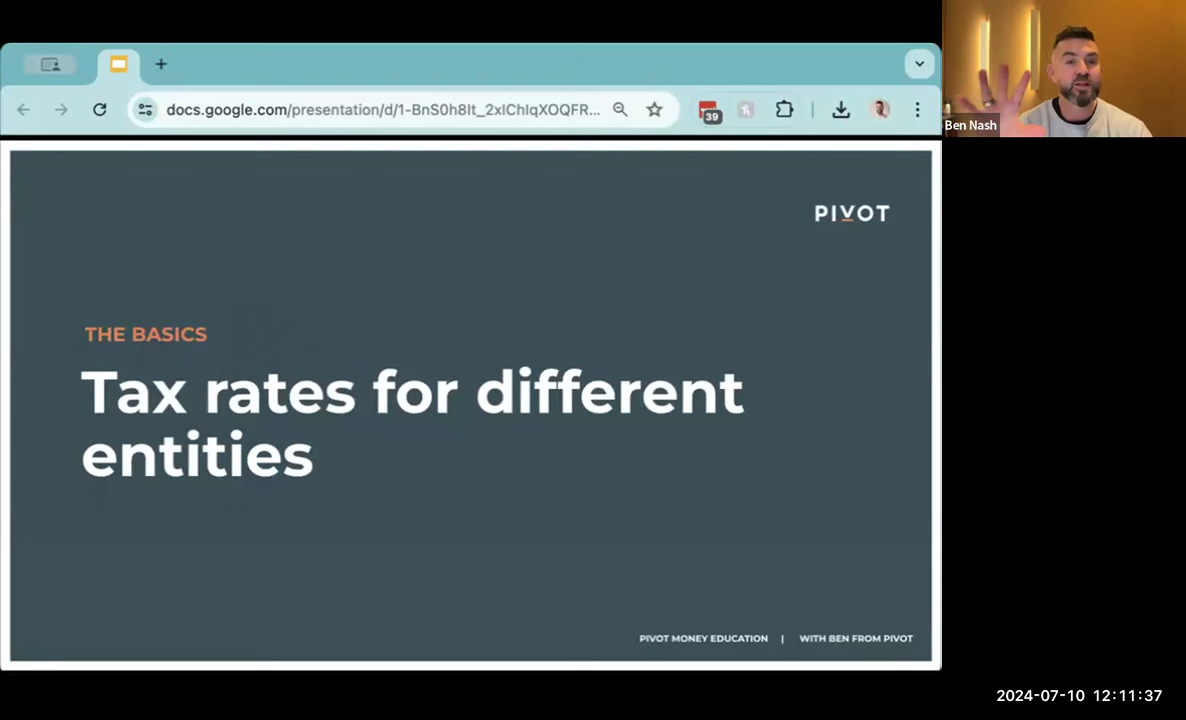 docs.google.com/presentation/d/1-BnS0h8It_2xIChlqXOQFR...
39
Ben Nash
PIVOT
THE BASICS
Tax rates for different
entities
PIVOT MONEY EDUCATION | WITH BEN FROM PIVOT
2024-07-10 12:11:37